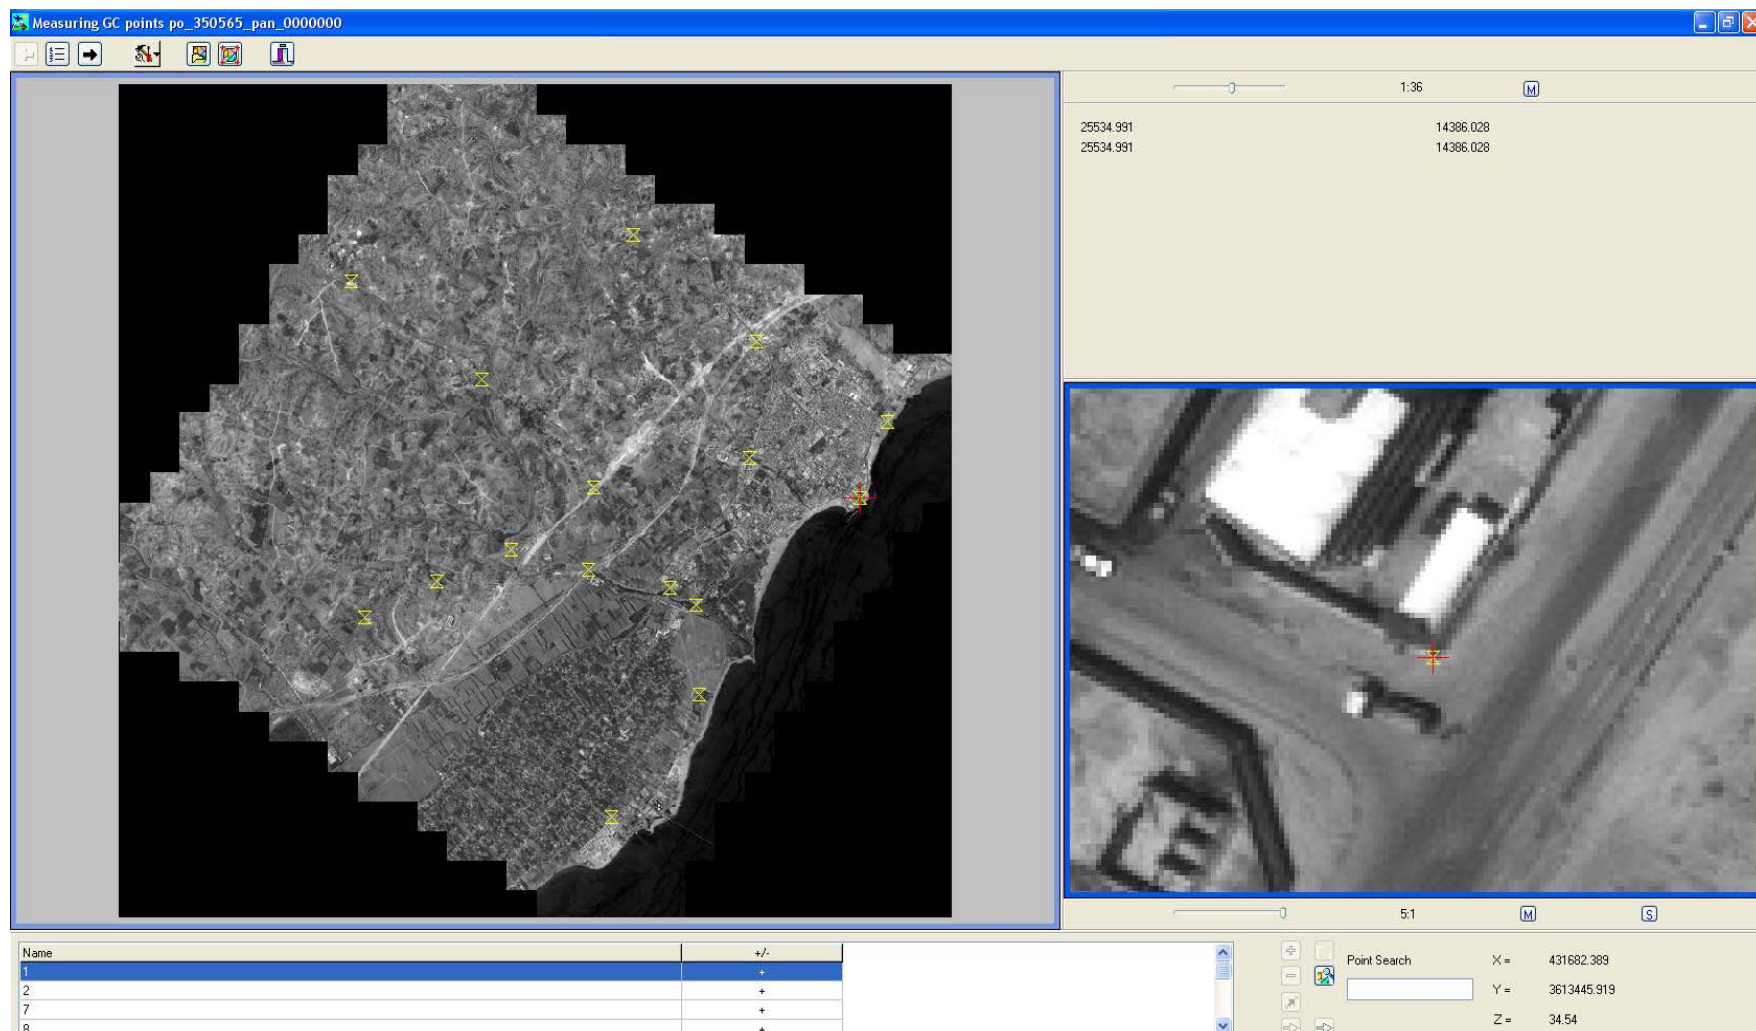 Measuring GC points po_350565_pan_0000000
1:36
M
25534.991 14386.028
25534.991 14386.028
5:1
M
S
Name +/-
1 +
2 +
7 +
8 +
Point Search
X = 431682.389
Y = 3613445.919
Z = 34.54